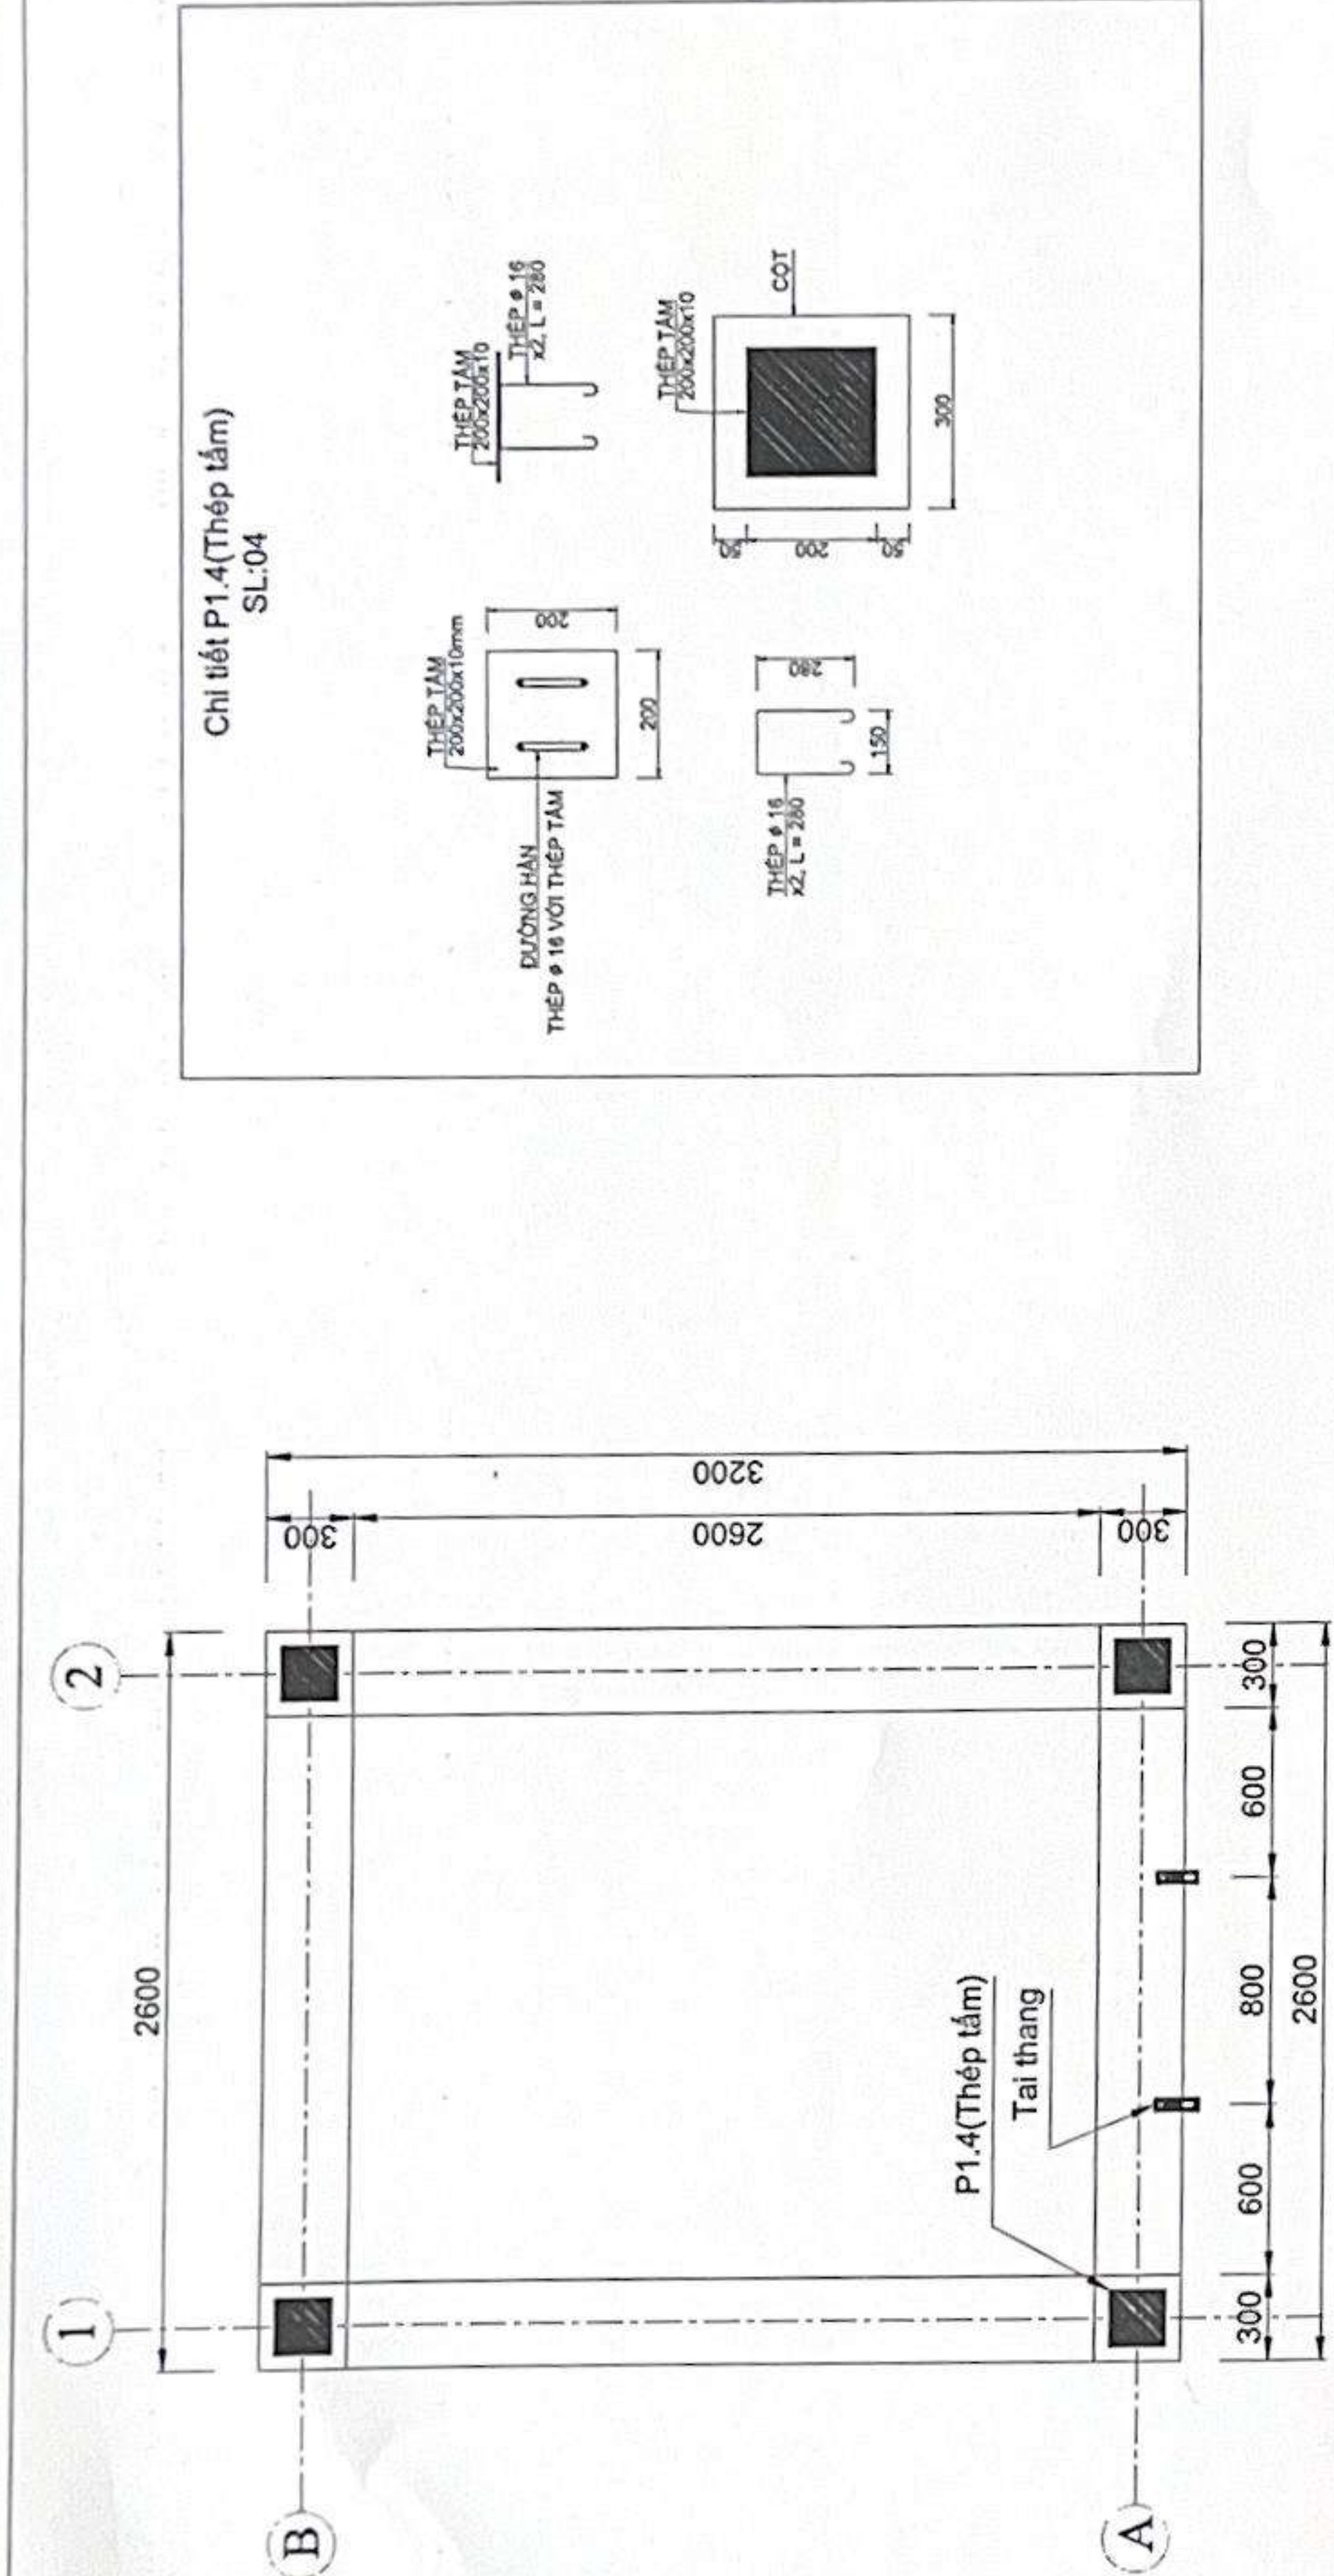 Chi tiết P1.4(Thép tấm)
SL:04
THÉP TẤM
200x200x10mm
200
200
ĐƯỜNG HÀN
THÉP ø 16 VỚI THÉP TẤM
THÉP TẤM
200x200x10
THÉP ø 16
x2, L = 280
THÉP ø 16
x2, L = 280
280
150
THÉP TẤM
200x200x10
CỘT
50
200
50
300
1
2
2600
B
A
300
2600
300
3200
P1.4(Thép tấm)
Tai thang
300
600
800
600
300
2600